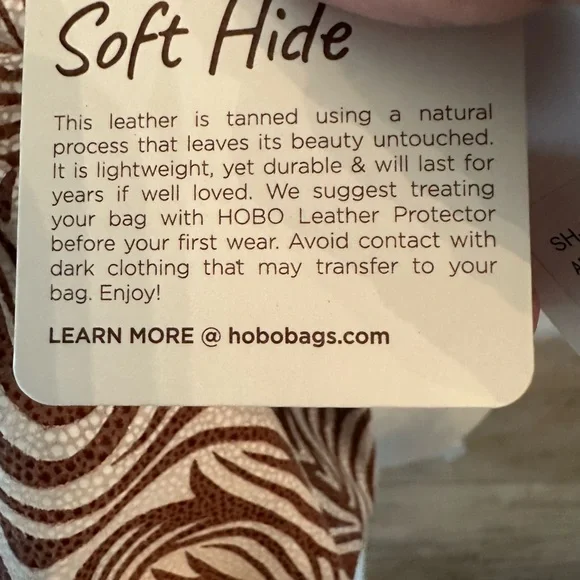 Soft Hide
This leather is tanned using a natural
process that leaves its beauty untouched.
It is lightweight, yet durable & will last for
years if well loved. We suggest treating
your bag with HOBO Leather Protector
before your first wear. Avoid contact with
dark clothing that may transfer to your
bag. Enjoy!
LEARN MORE @ hobobags.com